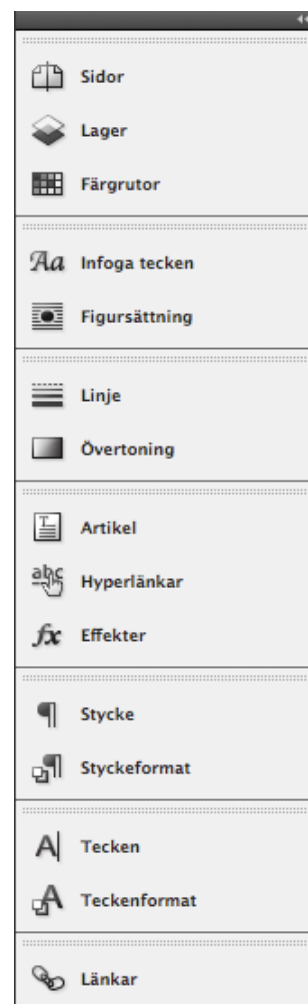 Sidor
Lager
Färgrutor
Infoga tecken
Figursättning
Linje
Övertoning
Artikel
Hyperlänkar
Effekter
Stycke
Styckeformat
Tecken
Teckenformat
Länkar